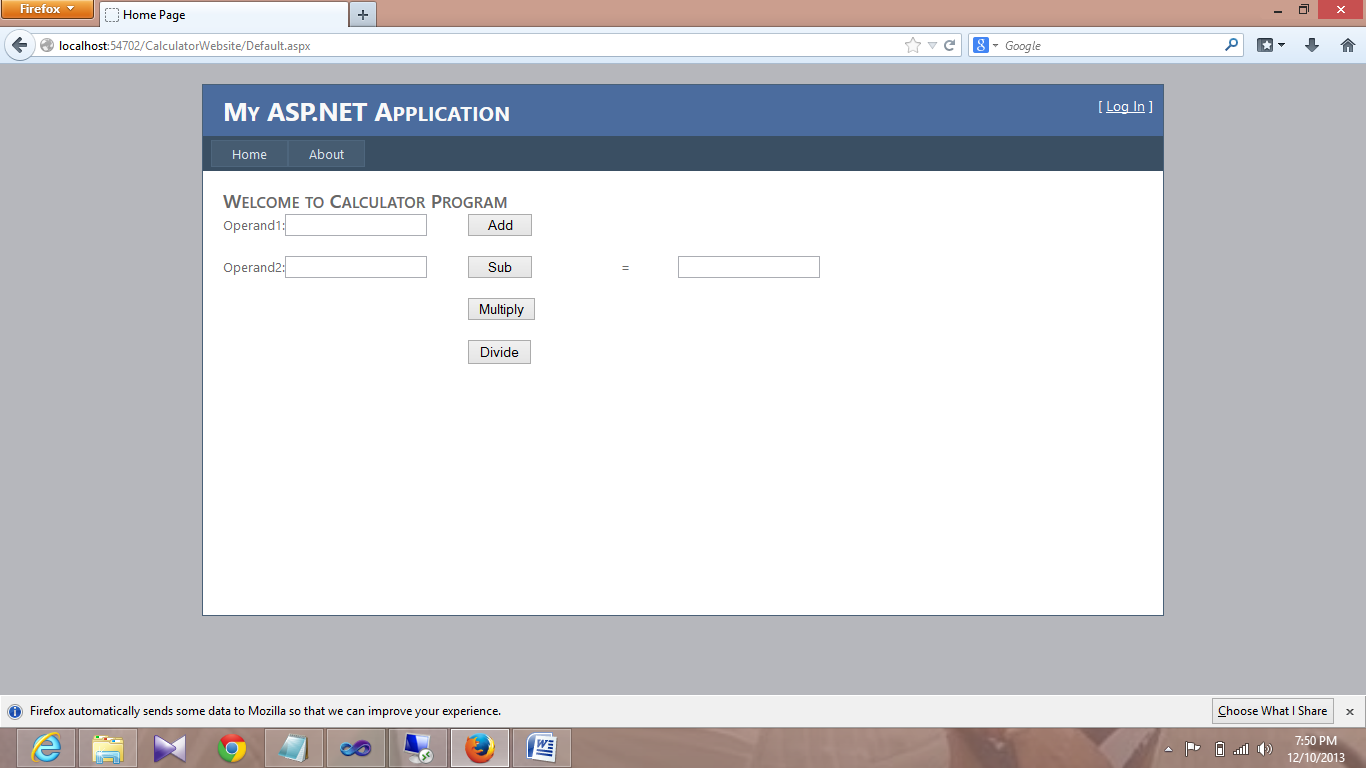 Firefox
Home Page
localhost:54702/CalculatorWebsite/Default.aspx
Google
My ASP.NET Application
[ Log In ]
Home
About
Welcome to Calculator Program
Operand1:
Add
Operand2:
Sub
=
Multiply
Divide
Firefox automatically sends some data to Mozilla so that we can improve your experience.
Choose What I Share
7:50 PM
12/10/2013